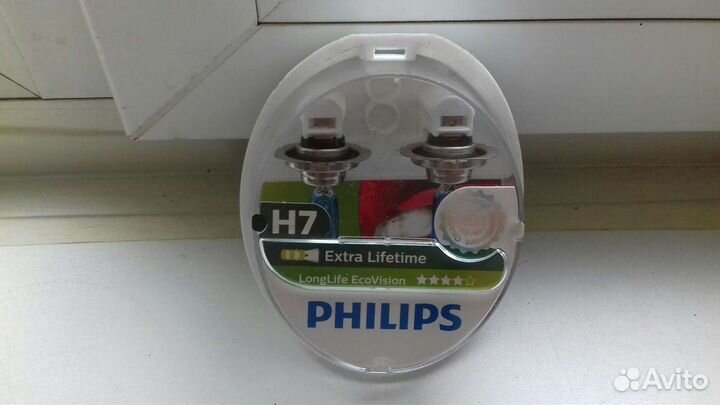 H7
Extra Lifetime
LongLife EcoVision
PHILIPS
Avito